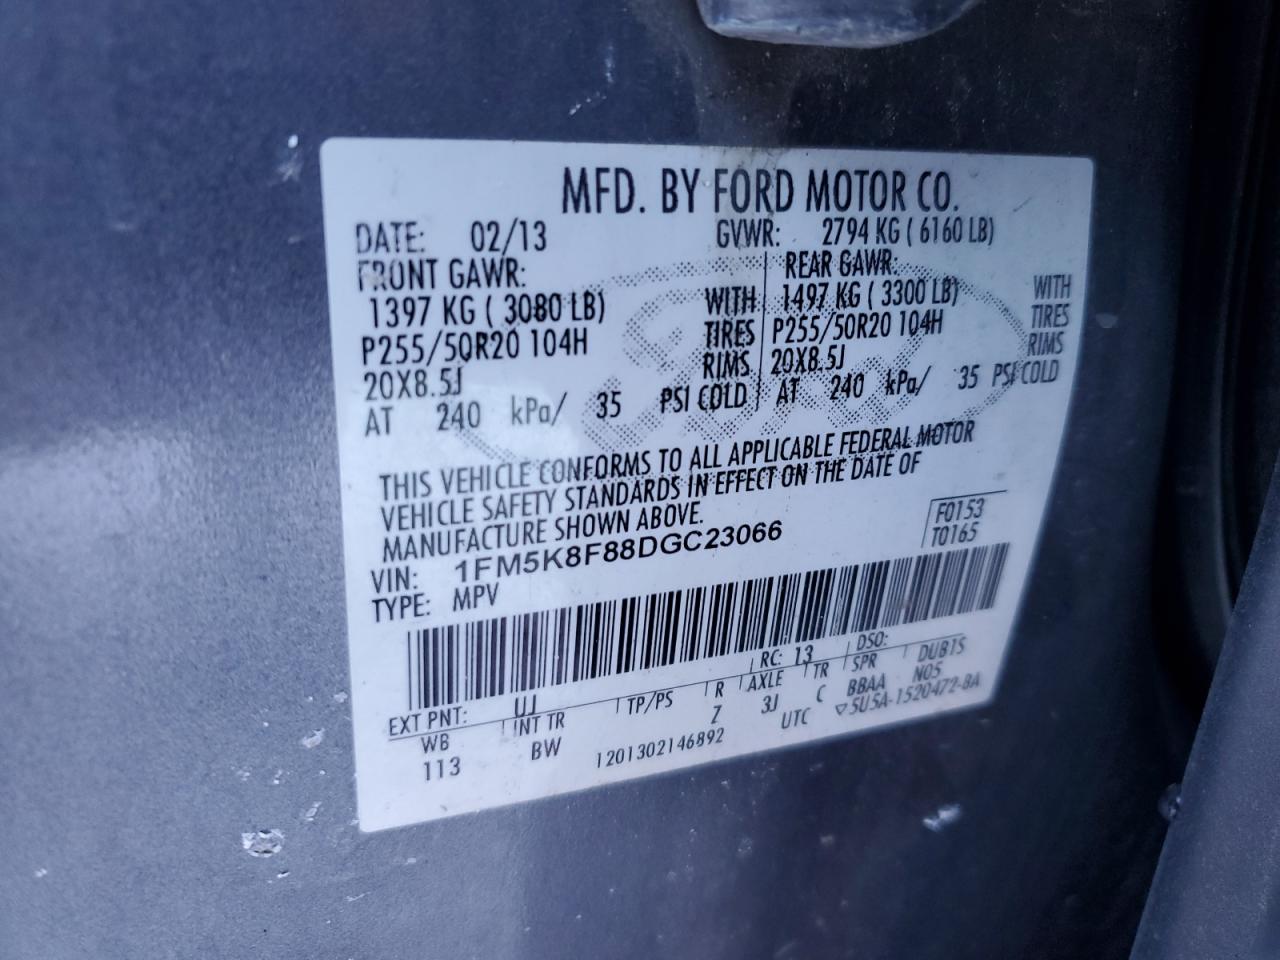 MFD. BY FORD MOTOR CO.
DATE: 02/13 GVWR: 2794 KG ( 6160 LB)
FRONT GAWR: REAR GAWR:
1397 KG ( 3080 LB) WITH 1497 KG ( 3300 LB) WITH
P255/50R20 104H TIRES P255/50R20 104H TIRES
20X8.5J RIMS 20X8.5J RIMS
AT 240 kPa/ 35 PSI COLD AT 240 kPa/ 35 PSI COLD
THIS VEHICLE CONFORMS TO ALL APPLICABLE FEDERAL MOTOR
VEHICLE SAFETY STANDARDS IN EFFECT ON THE DATE OF
MANUFACTURE SHOWN ABOVE.
F0153
T0165
VIN: 1FM5K8F88DGC23066
TYPE: MPV
EXT PNT: UJ RC: 13 DSO:
WB INT TR TP/PS R AXLE TR SPR DUB1S
113 BW Z 3J C BBAA N05
1201302146892 UTC ▽5U5A-1520472-BA